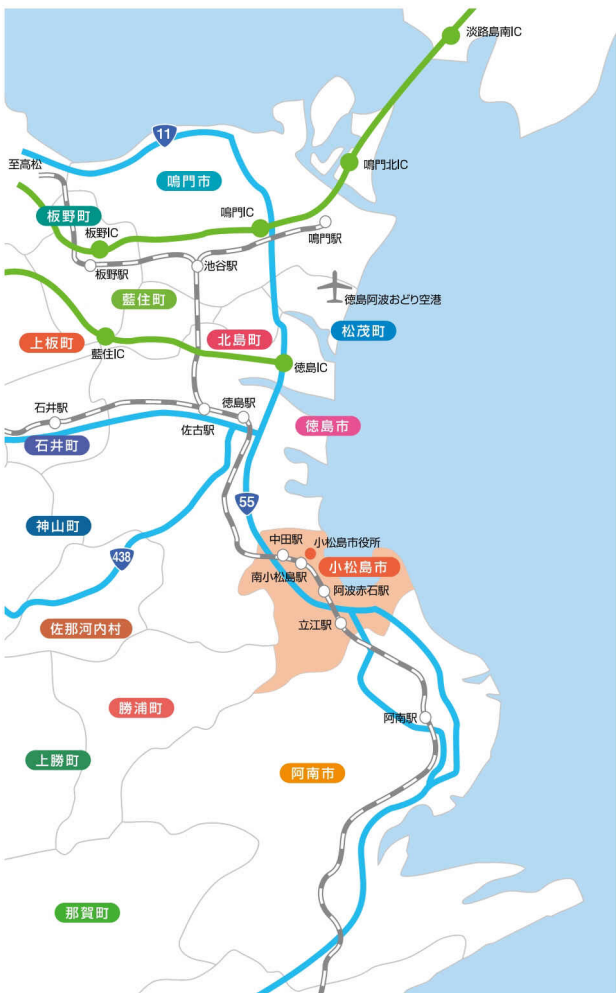 淡路島南IC
11
至高松
鳴門北IC
鳴門市
板野町
鳴門IC
板野IC
鳴門駅
板野駅
池谷駅
藍住町
徳島阿波おどり空港
上板町
北島町
松茂町
藍住IC
徳島IC
石井駅
徳島駅
佐古駅
徳島市
石井町
55
神山町
438
中田駅
小松島市役所
南小松島駅
小松島市
阿波赤石駅
佐那河内村
立江駅
勝浦町
阿南駅
上勝町
阿南市
那賀町